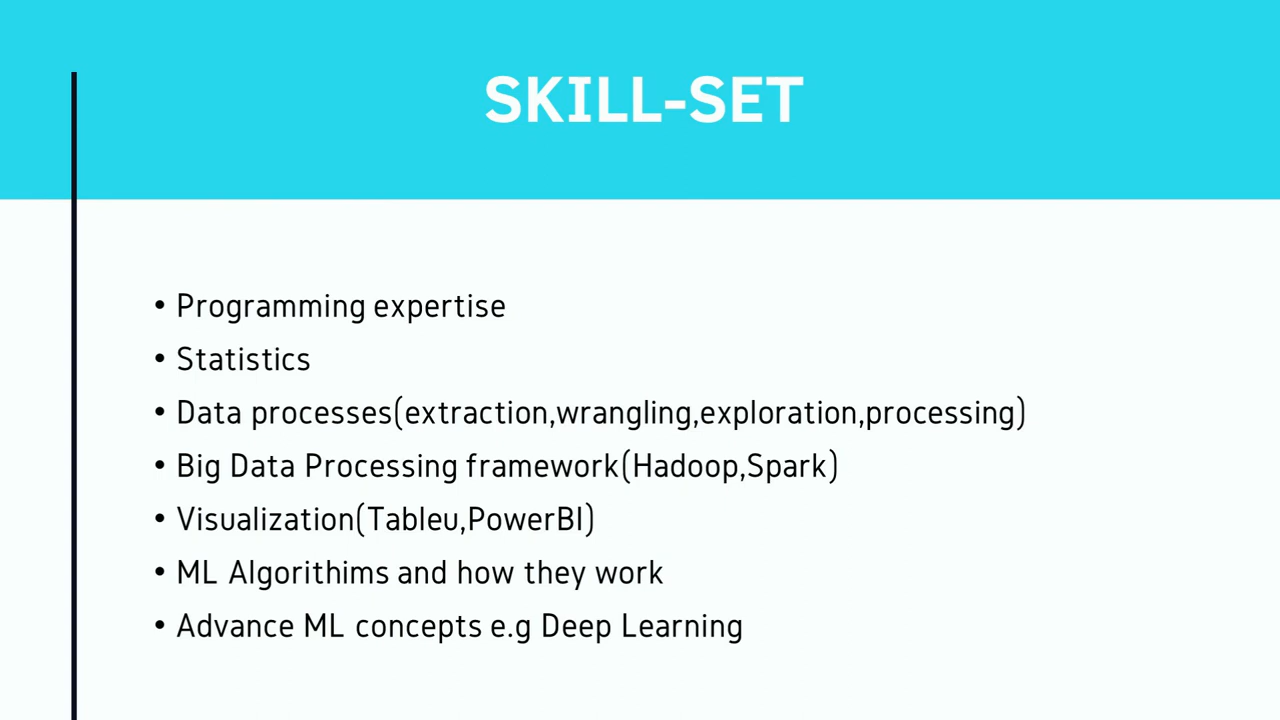 SKILL-SET
• Programming expertise
• Statistics
• Data processes(extraction,wrangling,exploration,processing)
• Big Data Processing framework(Hadoop,Spark)
• Visualization(Tableu,PowerBI)
• ML Algorithims and how they work
• Advance ML concepts e.g Deep Learning